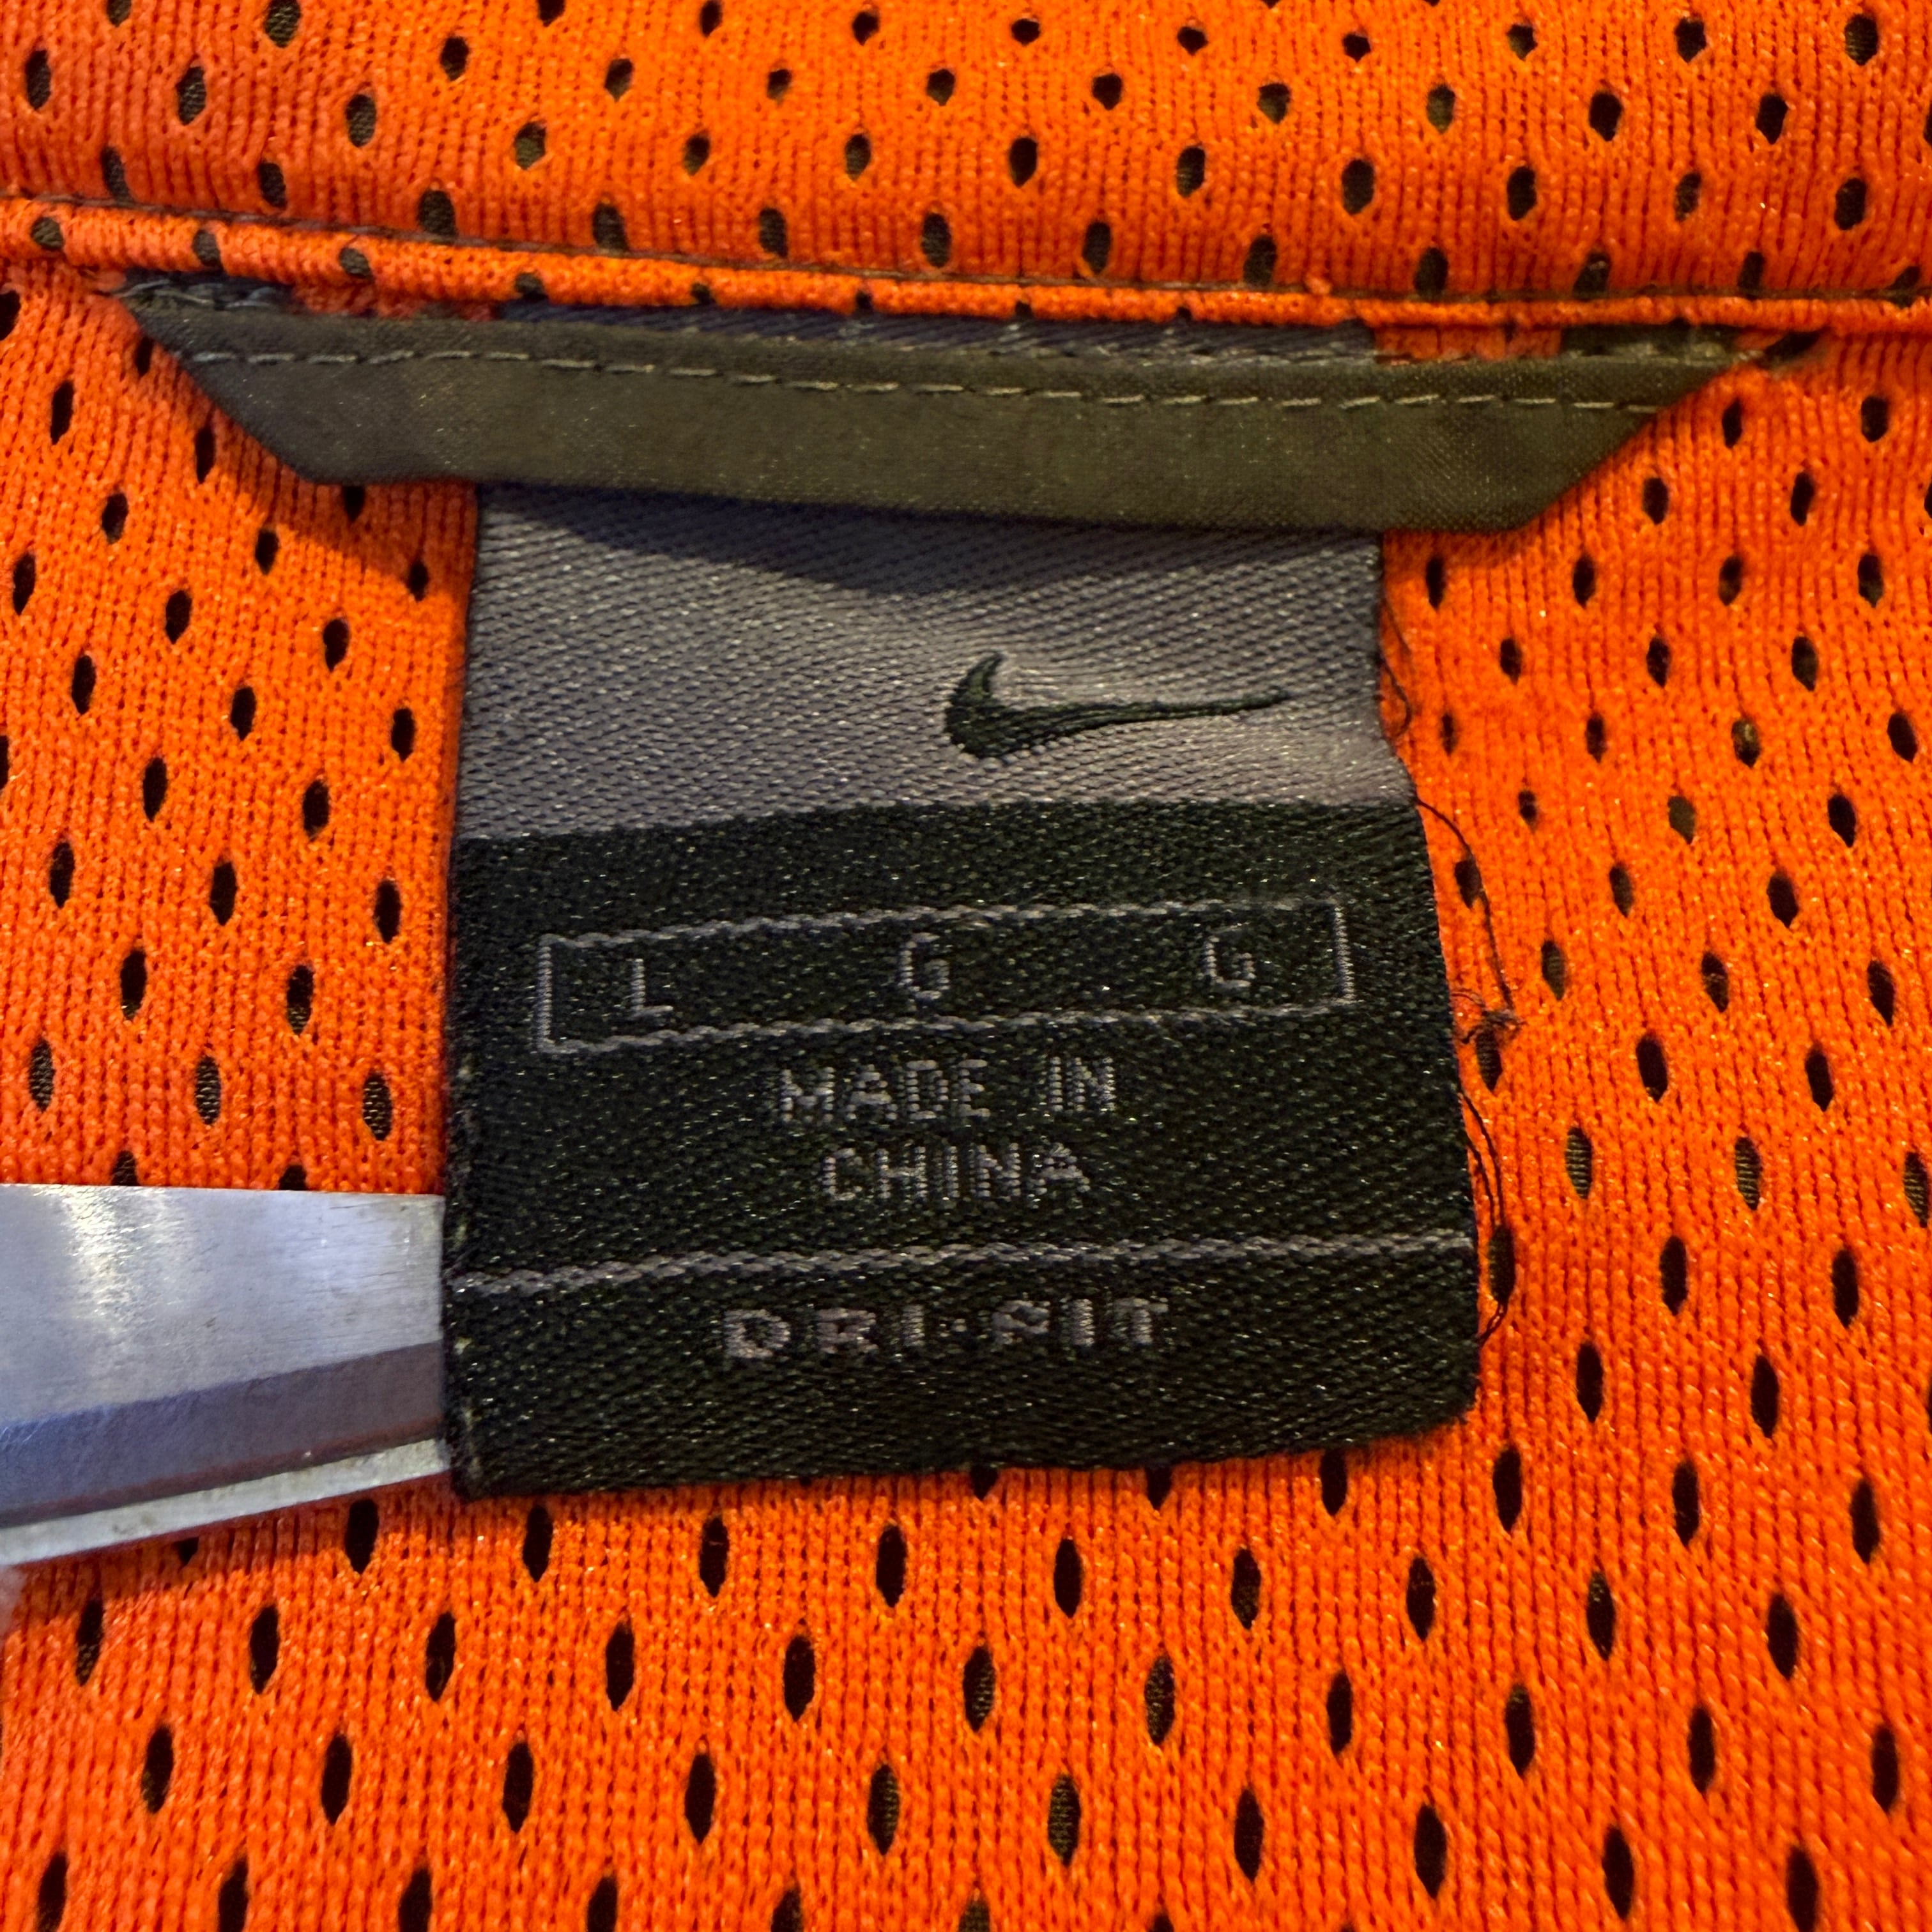 L G G
MADE IN
CHINA
DRI-FIT